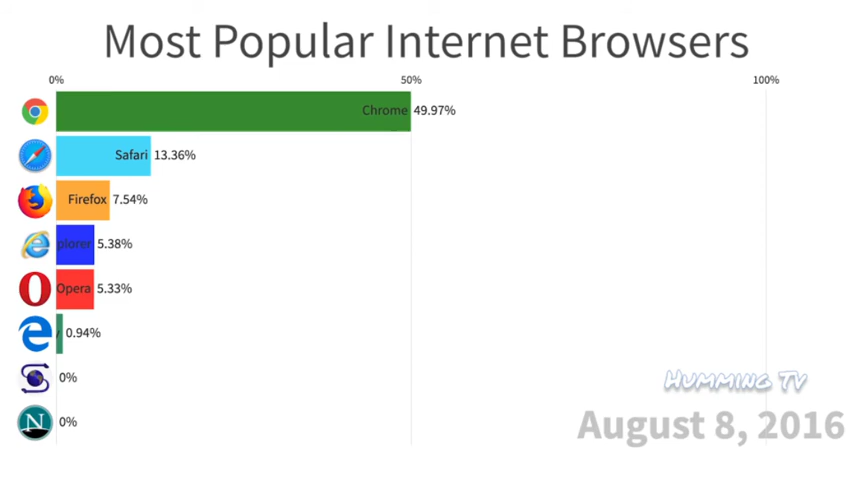 Most Popular Internet Browsers
0% 50% 100%
Chrome 49.97%
Safari 13.36%
Firefox 7.54%
plorer 5.38%
Opera 5.33%
0.94%
0%
N 0%
Humming TV
August 8, 2016